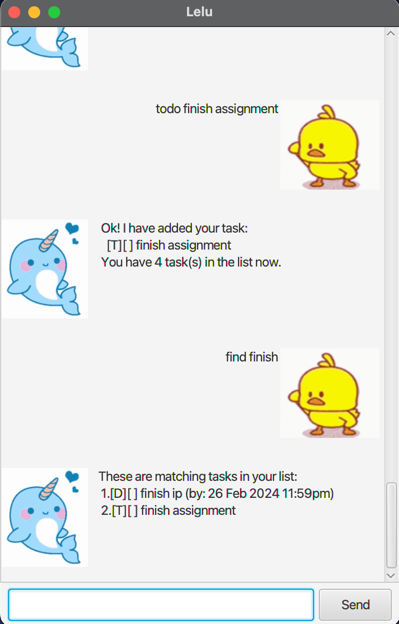 Lelu
todo finish assignment
Ok! I have added your task:
[T][ ] finish assignment
You have 4 task(s) in the list now.
find finish
These are matching tasks in your list:
1.[D][ ] finish ip (by: 26 Feb 2024 11:59pm)
2.[T][ ] finish assignment
Send